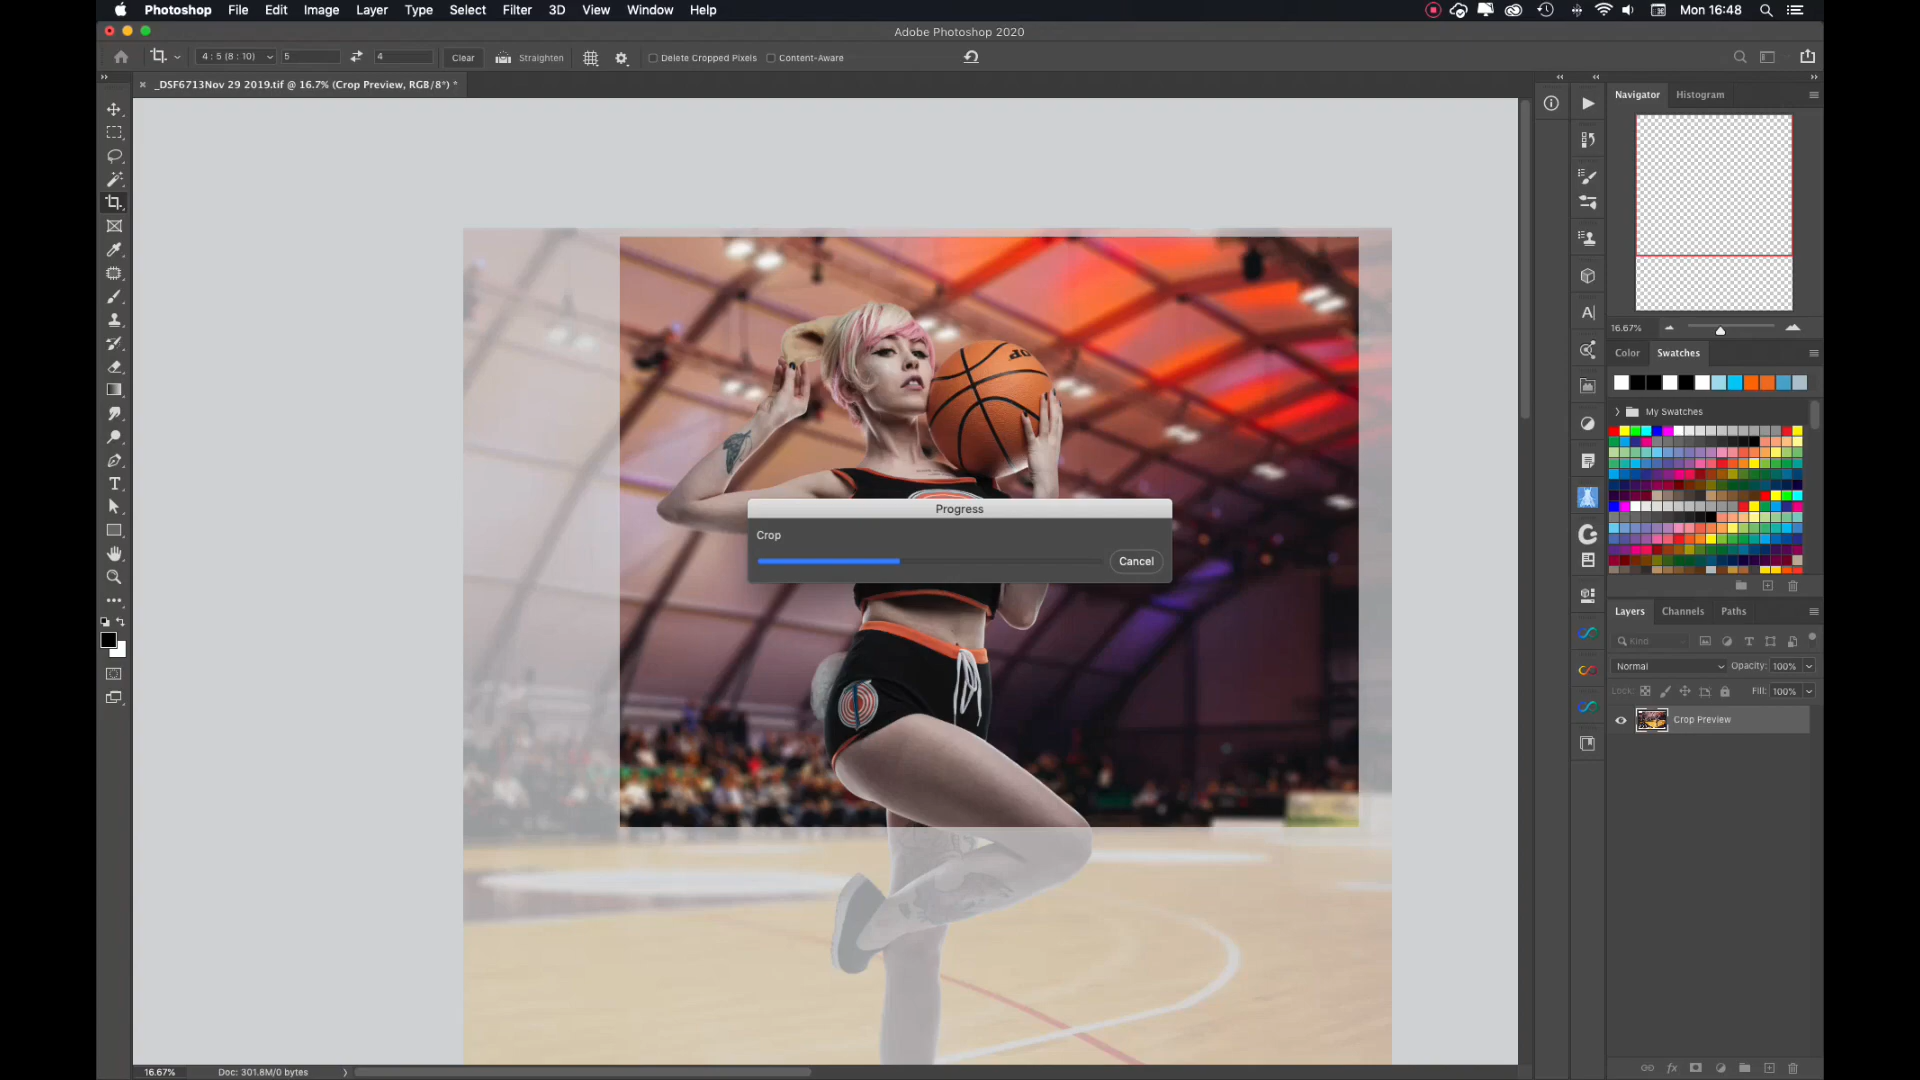 Photoshop File Edit Image Layer Type Select Filter 3D View Window Help Mon 16:48
Adobe Photoshop 2020
4 : 5 (8 : 10) 5 4 Clear Straighten Delete Cropped Pixels Content-Aware
_DSF6713Nov 29 2019.tif @ 16.7% (Crop Preview, RGB/8*) *
Navigator Histogram
16.67%
Color Swatches
My Swatches
Progress
Crop
Cancel
Layers Channels Paths
Kind
Normal Opacity: 100%
Lock: Fill: 100%
Crop Preview
16.67% Doc: 301.8M/0 bytes